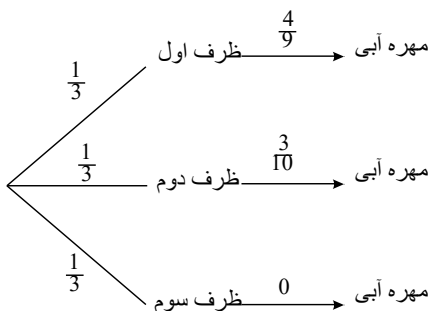 1/3 ظرف اول 4/9 مهره آبی
1/3 ظرف دوم 3/10 مهره آبی
1/3 ظرف سوم 0 مهره آبی